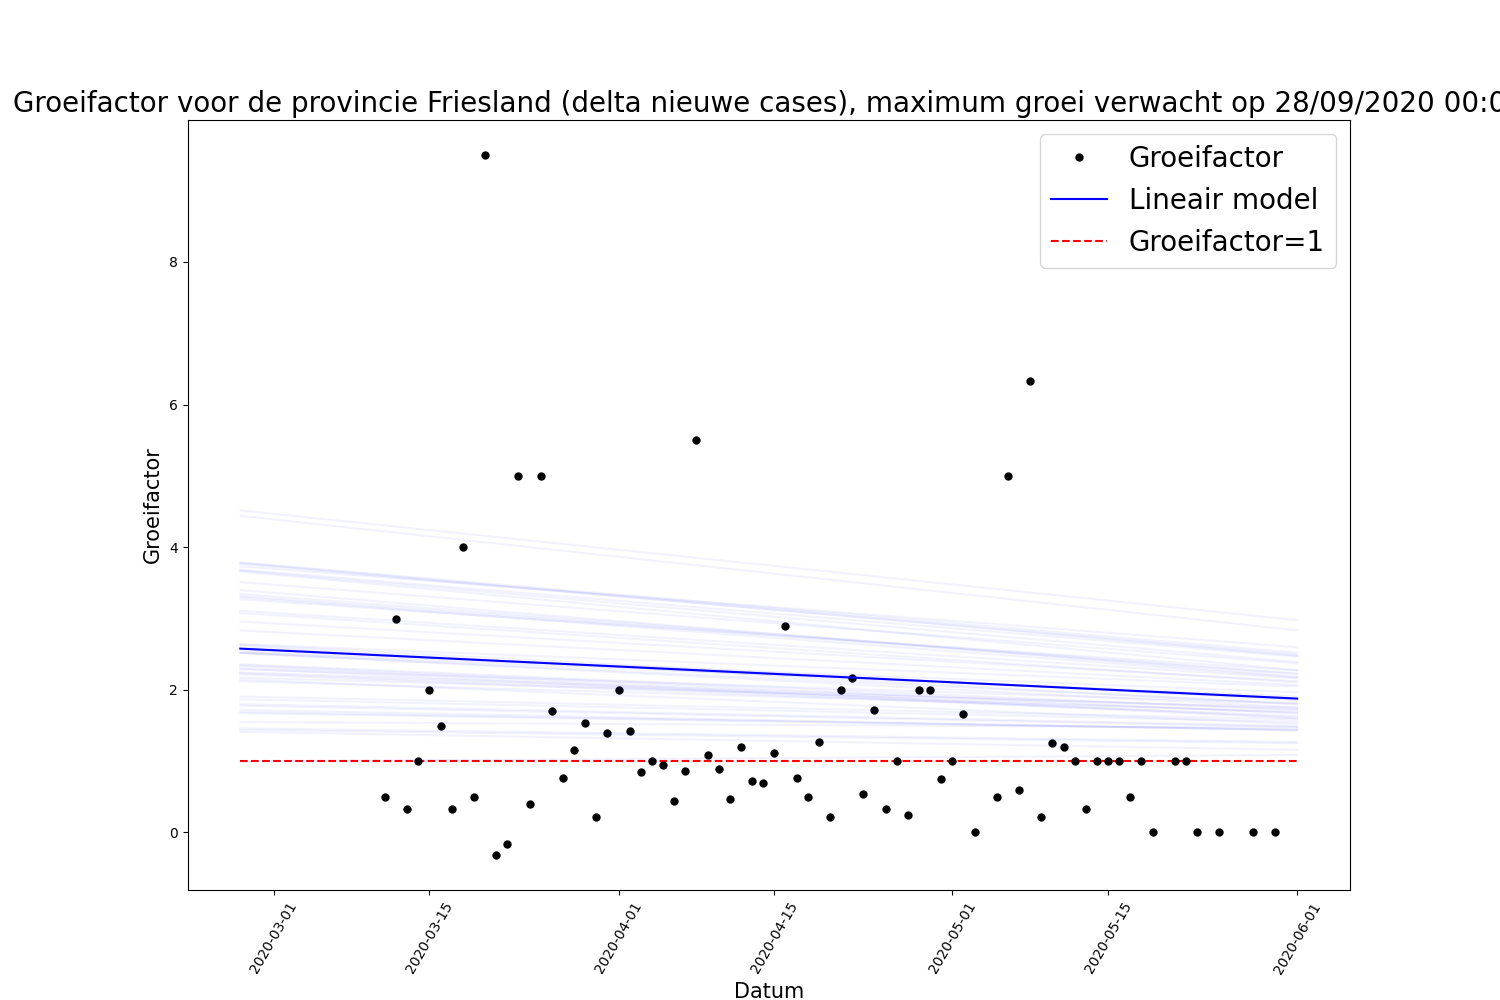 Groeifactor voor de provincie Friesland (delta nieuwe cases), maximum groei verwacht op 28/09/2020 00:0
Groeifactor
Lineair model
Groeifactor=1
8
6
4
2
0
Groeifactor
2020-03-01
2020-03-15
2020-04-01
2020-04-15
2020-05-01
2020-05-15
2020-06-01
Datum